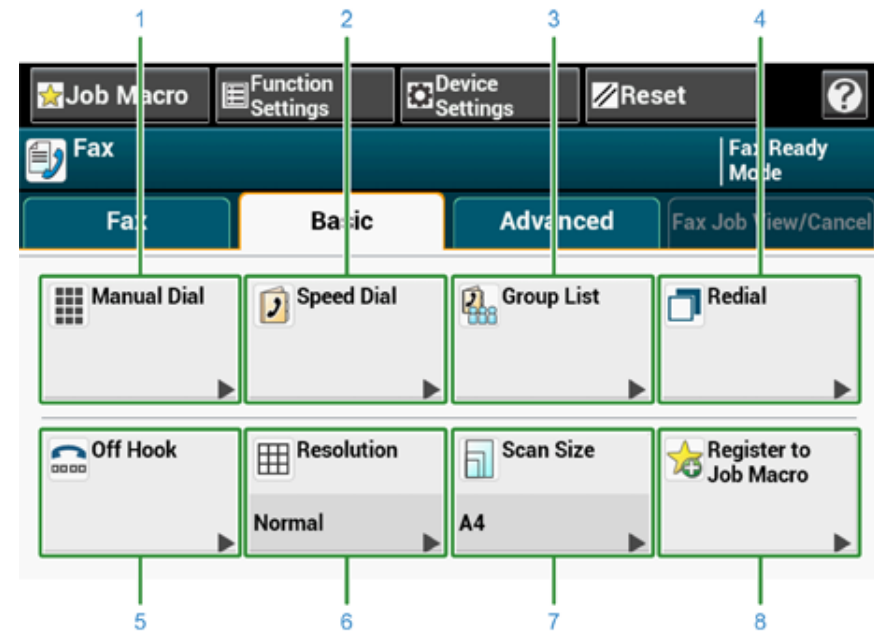 1 2 3 4
Job Macro
Function
Settings
Device
Settings
Reset
?
Fax
Fax Ready
Mode
Fax Basic Advanced Fax Job View/Cancel
Manual Dial Speed Dial Group List Redial
Off Hook Resolution Scan Size Register to
Job Macro
Normal A4
5 6 7 8